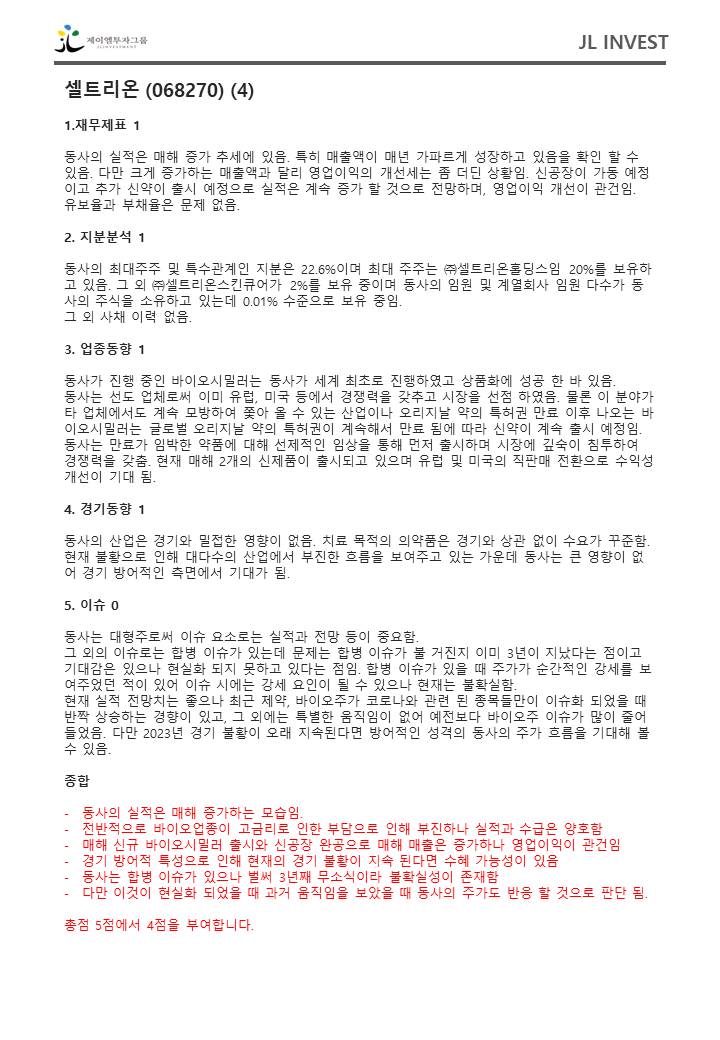 제이엘투자그룹
JLINVESTMENT
JL INVEST
셀트리온 (068270) (4)
1.재무제표 1
동사의 실적은 매해 증가 추세에 있음. 특히 매출액이 매년 가파르게 성장하고 있음을 확인 할 수
있음. 다만 크게 증가하는 매출액과 달리 영업이익의 개선세는 좀 더딘 상황임. 신공장이 가동 예정
이고 추가 신약이 출시 예정으로 실적은 계속 증가 할 것으로 전망하며, 영업이익 개선이 관건임.
유보율과 부채율은 문제 없음.
2. 지분분석 1
동사의 최대주주 및 특수관계인 지분은 22.6%이며 최대 주주는 ㈜셀트리온홀딩스임 20%를 보유하
고 있음. 그 외 ㈜셀트리온스킨큐어가 2%를 보유 중이며 동사의 임원 및 계열회사 임원 다수가 동
사의 주식을 소유하고 있는데 0.01% 수준으로 보유 중임.
그 외 사채 이력 없음.
3. 업종동향 1
동사가 진행 중인 바이오시밀러는 동사가 세계 최초로 진행하였고 상품화에 성공 한 바 있음.
동사는 선도 업체로써 이미 유럽, 미국 등에서 경쟁력을 갖추고 시장을 선점 하였음. 물론 이 분야가
타 업체에서도 계속 모방하여 쫓아 올 수 있는 산업이나 오리지날 약의 특허권 만료 이후 나오는 바
이오시밀러는 글로벌 오리지날 약의 특허권이 계속해서 만료 됨에 따라 신약이 계속 출시 예정임.
동사는 만료가 임박한 약품에 대해 선제적인 임상을 통해 먼저 출시하며 시장에 깊숙이 침투하여
경쟁력을 갖춤. 현재 매해 2개의 신제품이 출시되고 있으며 유럽 및 미국의 직판매 전환으로 수익성
개선이 기대 됨.
4. 경기동향 1
동사의 산업은 경기와 밀접한 영향이 없음. 치료 목적의 의약품은 경기와 상관 없이 수요가 꾸준함.
현재 불황으로 인해 대다수의 산업에서 부진한 흐름을 보여주고 있는 가운데 동사는 큰 영향이 없
어 경기 방어적인 측면에서 기대가 됨.
5. 이슈 0
동사는 대형주로써 이슈 요소로는 실적과 전망 등이 중요함.
그 외의 이슈로는 합병 이슈가 있는데 문제는 합병 이슈가 불 거진지 이미 3년이 지났다는 점이고
기대감은 있으나 현실화 되지 못하고 있다는 점임. 합병 이슈가 있을 때 주가가 순간적인 강세를 보
여주었던 적이 있어 이슈 시에는 강세 요인이 될 수 있으나 현재는 불확실함.
현재 실적 전망치는 좋으나 최근 제약, 바이오주가 코로나와 관련 된 종목들만이 이슈화 되었을 때
반짝 상승하는 경향이 있고, 그 외에는 특별한 움직임이 없어 예전보다 바이오주 이슈가 많이 줄어
들었음. 다만 2023년 경기 불황이 오래 지속된다면 방어적인 성격의 동사의 주가 흐름을 기대해 볼
수 있음.
종합
- 동사의 실적은 매해 증가하는 모습임.
- 전반적으로 바이오업종이 고금리로 인한 부담으로 인해 부진하나 실적과 수급은 양호함
- 매해 신규 바이오시밀러 출시와 신공장 완공으로 매해 매출은 증가하나 영업이익이 관건임
- 경기 방어적 특성으로 인해 현재의 경기 불황이 지속 된다면 수혜 가능성이 있음
- 동사는 합병 이슈가 있으나 벌써 3년째 무소식이라 불확실성이 존재함
- 다만 이것이 현실화 되었을 때 과거 움직임을 보았을 때 동사의 주가도 반응 할 것으로 판단 됨.
총점 5점에서 4점을 부여합니다.